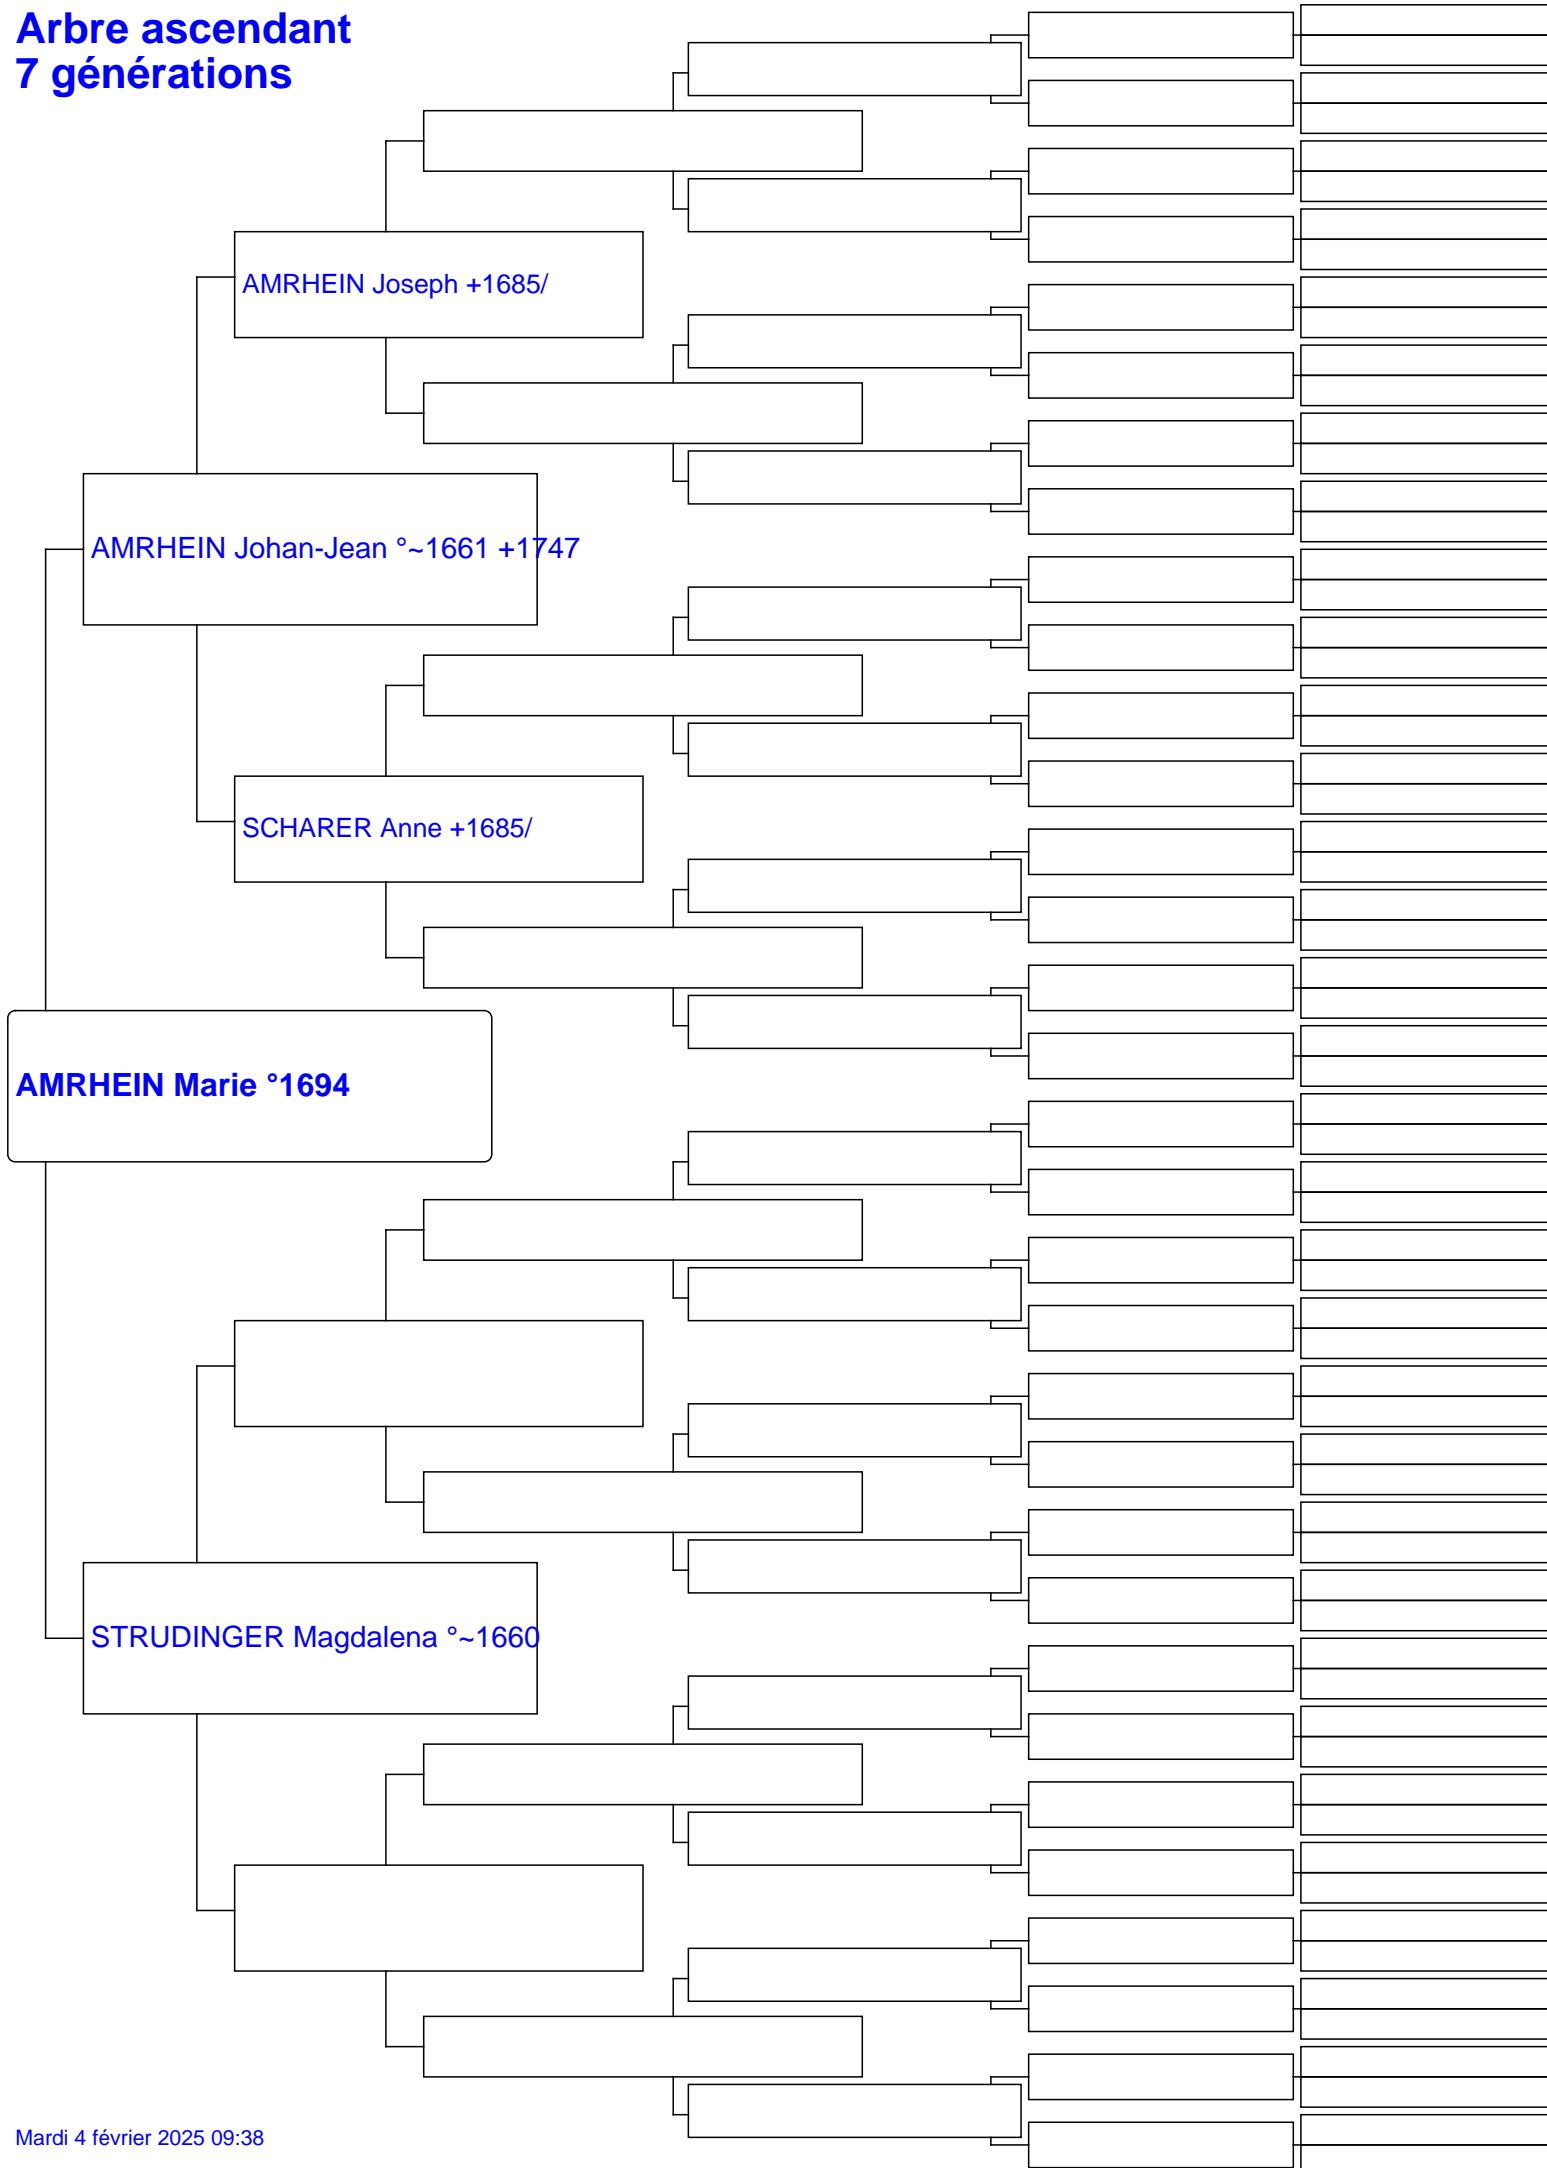 Arbre ascendant
7 générations
AMRHEIN Joseph +1685/
AMRHEIN Johan-Jean °~1661 +1747
SCHARER Anne +1685/
AMRHEIN Marie °1694
STRUDINGER Magdalena °~1660
Mardi 4 février 2025 09:38